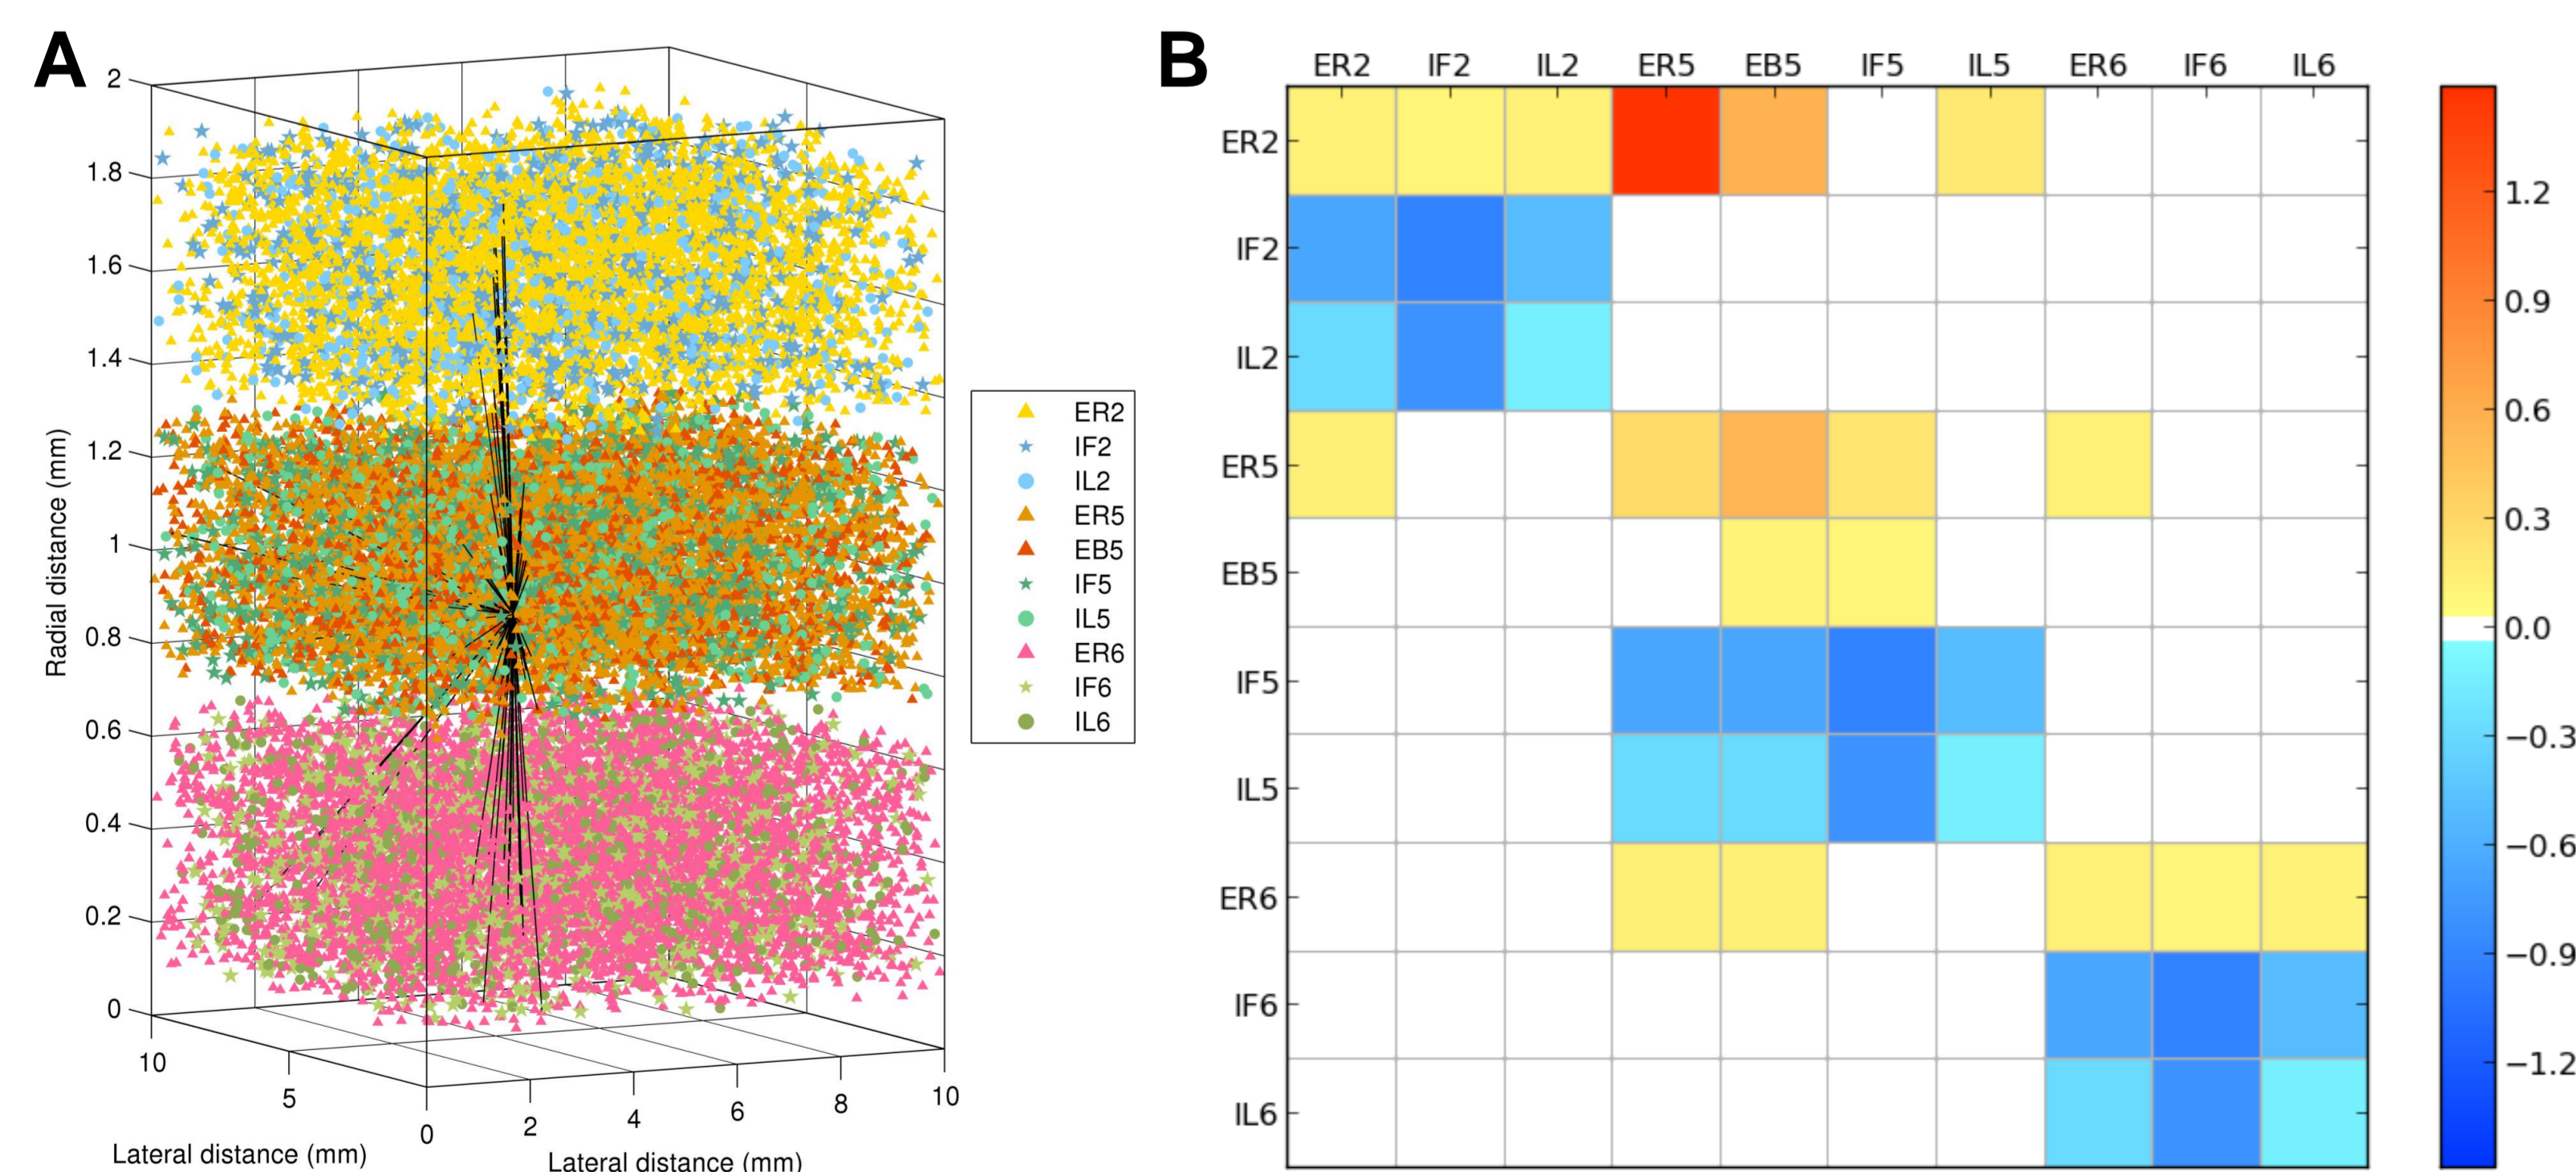 A
2
1.8
1.6
1.4
1.2
1
0.8
0.6
0.4
0.2
0
Radial distance (mm)
10
5
0
2
4
6
8
10
Lateral distance (mm)
Lateral distance (mm)
ER2
IF2
IL2
ER5
EB5
IF5
IL5
ER6
IF6
IL6
B
ER2 IF2 IL2 ER5 EB5 IF5 IL5 ER6 IF6 IL6
ER2
IF2
IL2
ER5
EB5
IF5
IL5
ER6
IF6
IL6
1.2
0.9
0.6
0.3
0.0
−0.3
−0.6
−0.9
−1.2